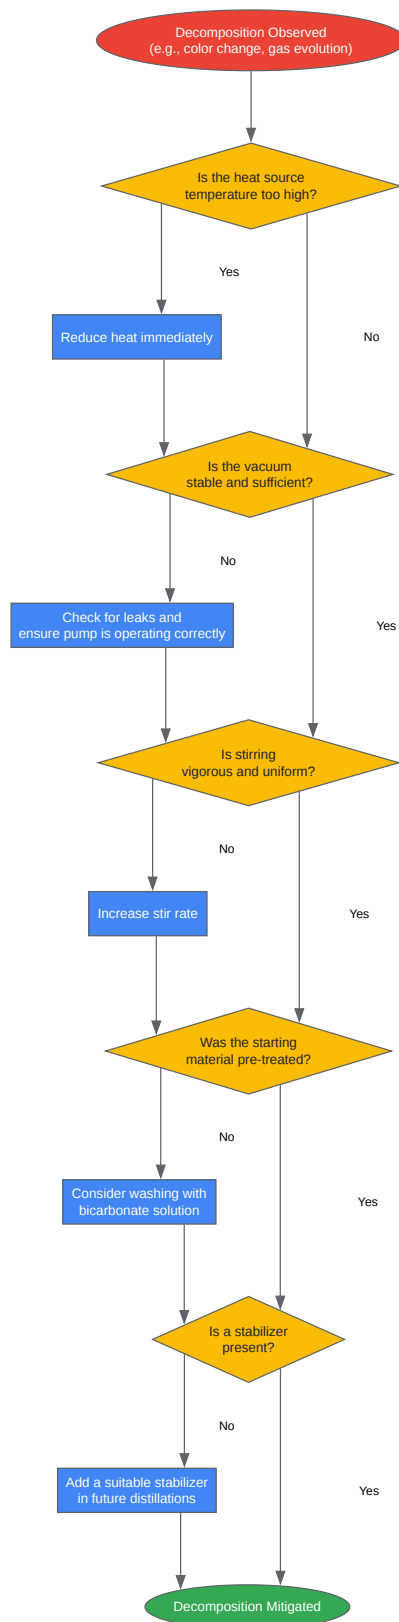 Decomposition Observed
(e.g., color change, gas evolution)
Is the heat source
temperature too high?
Yes
Reduce heat immediately
No
Is the vacuum
stable and sufficient?
No
Check for leaks and
ensure pump is operating correctly
Yes
Is stirring
vigorous and uniform?
No
Increase stir rate
Yes
Was the starting
material pre-treated?
No
Consider washing with
bicarbonate solution
Yes
Is a stabilizer
present?
No
Add a suitable stabilizer
in future distillations
Yes
Decomposition Mitigated